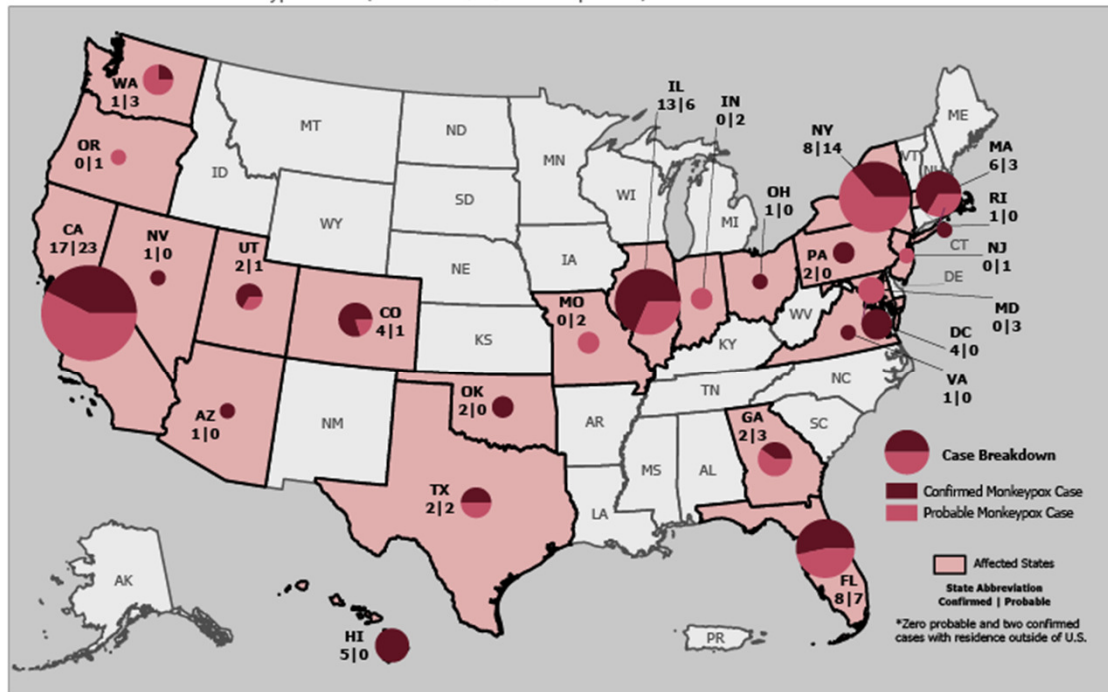 WA
1|3
OR
0|1
CA
17|23
NV
1|0
UT
2|1
AZ
1|0
CO
4|1
ID
MT
WY
NM
ND
SD
NE
KS
OK
2|0
TX
2|2
MN
IA
MO
0|2
AR
LA
WI
IL
13|6
IN
0|2
MI
OH
1|0
KY
TN
MS
AL
GA
2|3
FL
8|7
SC
NC
WV
VA
1|0
DC
4|0
MD
0|3
DE
PA
2|0
NJ
0|1
NY
8|14
CT
RI
1|0
MA
6|3
VT
ME
AK
HI
5|0
PR
Case Breakdown
Confirmed Monkeypox Case
Probable Monkeypox Case
Affected States
State Abbreviation
Confirmed | Probable
*Zero probable and two confirmed
cases with residence outside of U.S.